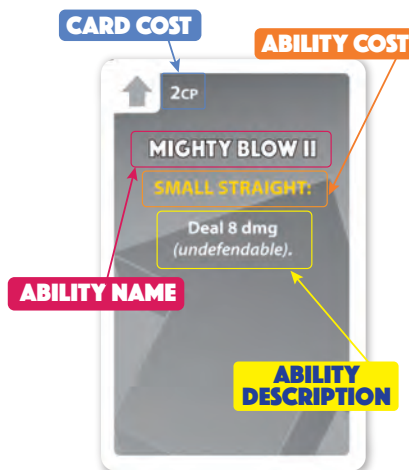 CARD COST
ABILITY COST
2CP
MIGHTY BLOW II
SMALL STRAIGHT:
Deal 8 dmg
(undefendable).
ABILITY NAME
ABILITY
DESCRIPTION